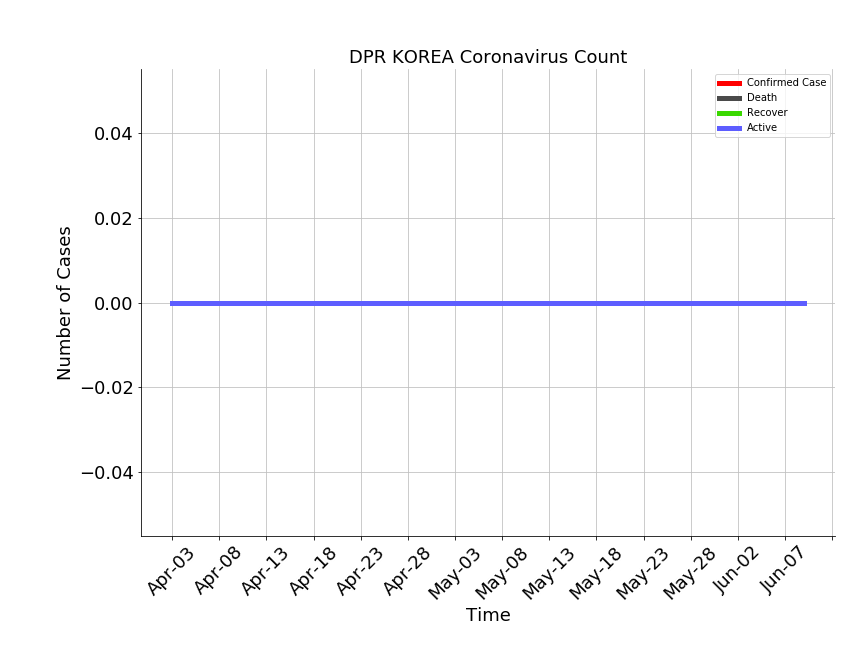 DPR KOREA Coronavirus Count
Confirmed Case
Death
Recover
Active
0.04
0.02
0.00
−0.02
−0.04
Number of Cases
Apr-03
Apr-08
Apr-13
Apr-18
Apr-23
Apr-28
May-03
May-08
May-13
May-18
May-23
May-28
Jun-02
Jun-07
Time